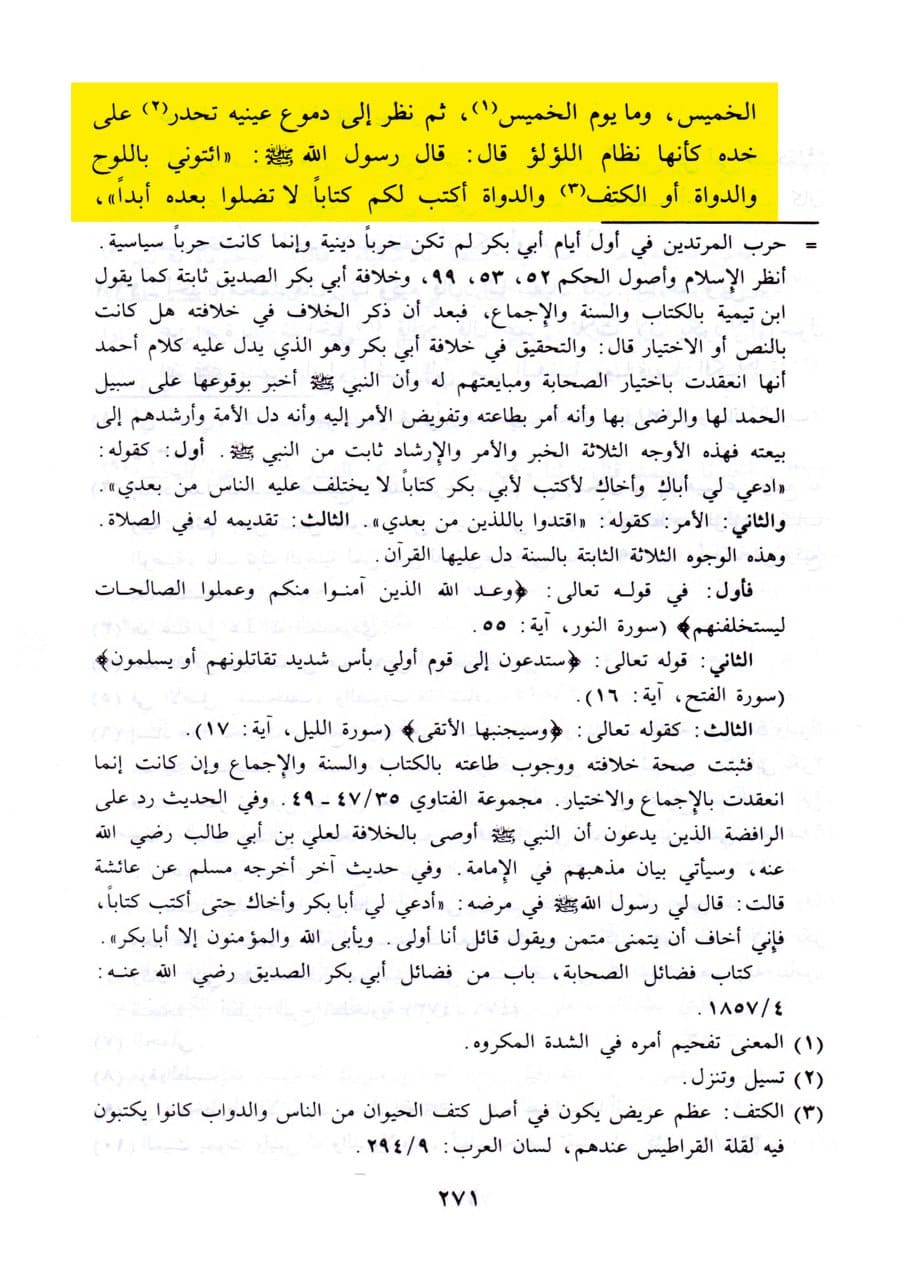 الخميس، وما يوم الخميس(١)، ثم نظر إلى دموع عينيه تحدر(٢) على
خده كأنها نظام اللؤلؤ قال: قال رسول الله ﷺ: «ائتوني باللوح
والدواة أو الكتف(٣) والدواة أكتب لكم كتاباً لا تضلوا بعده أبداً»،
= حرب المرتدين في أول أيام أبي بكر لم تكن حرباً دينية وإنما كانت حرباً سياسية.
أنظر الإسلام وأصول الحكم ٥٢، ٥٣، ٩٩، وخلافة أبي بكر الصديق ثابتة كما يقول
ابن تيمية بالكتاب والسنة والإجماع، فبعد أن ذكر الخلاف في خلافته هل كانت
بالنص أو الاختيار قال: والتحقيق في خلافة أبي بكر وهو الذي يدل عليه كلام أحمد
أنها انعقدت باختيار الصحابة ومبايعتهم له وأن النبي ﷺ أخبر بوقوعها على سبيل
الحمد لها والرضى بها وأنه أمر بطاعته وتفويض الأمر إليه وأنه دل الأمة وأرشدهم إلى
بيعته فهذه الأوجه الثلاثة الخبر والأمر والإرشاد ثابت من النبي ﷺ. أول: كقوله:
«ادعي لي أباكِ وأخاكِ لأكتب لأبي بكر كتاباً لا يختلف عليه الناس من بعدي».
والثاني: الأمر: كقوله: «اقتدوا باللذين من بعدي». الثالث: تقديمه له في الصلاة.
وهذه الوجوه الثلاثة الثابتة بالسنة دل عليها القرآن.
فأول: في قوله تعالى: ﴿وعد الله الذين آمنوا منكم وعملوا الصالحات
ليستخلفنهم﴾ (سورة النور، آية: ٥٥.
الثاني: قوله تعالى: ﴿ستدعون إلى قوم أولي بأس شديد تقاتلونهم أو يسلمون﴾
(سورة الفتح، آية: ١٦).
الثالث: كقوله تعالى: ﴿وسيجنبها الأتقى﴾ (سورة الليل، آية: ١٧).
فثبتت صحة خلافته ووجوب طاعته بالكتاب والسنة والإجماع وإن كانت إنما
انعقدت بالإجماع والاختيار. مجموعة الفتاوي ٤٧/٣٥ - ٤٩. وفي الحديث رد على
الرافضة الذين يدعون أن النبي ﷺ أوصى بالخلافة لعلي بن أبي طالب رضي الله
عنه، وسيأتي بيان مذهبهم في الإمامة. وفي حديث آخر أخرجه مسلم عن عائشة
قالت: قال لي رسول الله ﷺ في مرضه: «أدعي لي أبا بكر وأخاك حتى أكتب كتاباً،
فإني أخاف أن يتمنى متمن ويقول قائل أنا أولى. ويأبى الله والمؤمنون إلا أبا بكر».
كتاب فضائل الصحابة، باب من فضائل أبي بكر الصديق رضي الله عنه:
١٨٥٧/٤.
(١) المعنى تفخيم أمره في الشدة المكروه.
(٢) تسيل وتنزل.
(٣) الكتف: عظم عريض يكون في أصل كتف الحيوان من الناس والدواب كانوا يكتبون
فيه لقلة القراطيس عندهم، لسان العرب: ٢٩٤/٩.
٢٧١